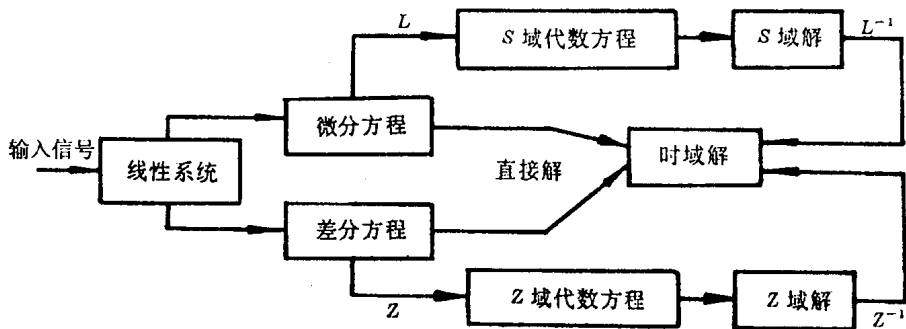 L
S 域代数方程
S 域解
L⁻¹
微分方程
输入信号
线性系统
直接解
时域解
差分方程
Z
Z 域代数方程
Z 域解
Z⁻¹